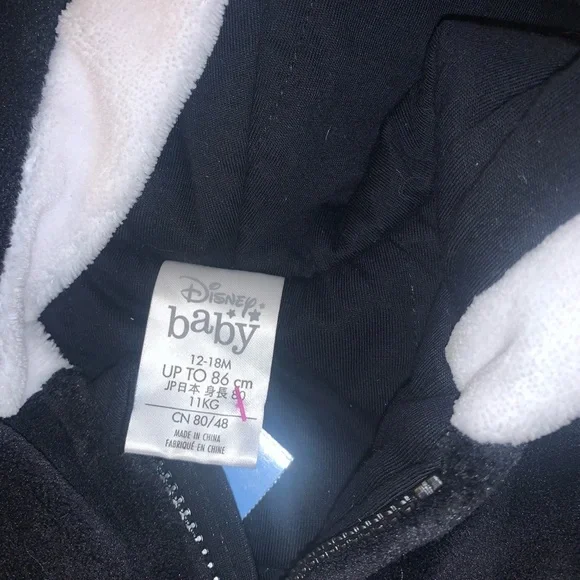 Disney
baby
12-18M
UP TO 86 cm
JP日本 身長 80
11KG
CN 80/48
MADE IN CHINA
FABRIQUÉ EN CHINE